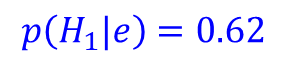 p(H₁|e) = 0.62